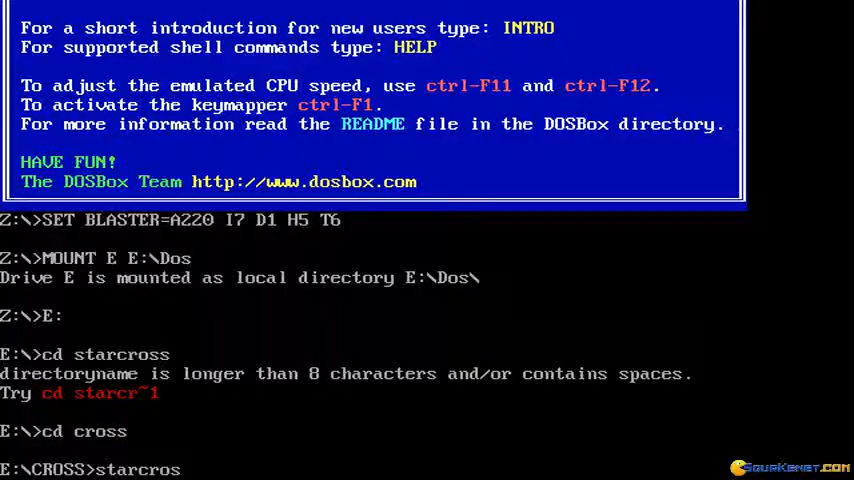 For a short introduction for new users type: INTRO
For supported shell commands type: HELP
To adjust the emulated CPU speed, use ctrl-F11 and ctrl-F12.
To activate the keymapper ctrl-F1.
For more information read the README file in the DOSBox directory.
HAVE FUN!
The DOSBox Team http://www.dosbox.com
Z:\>SET BLASTER=A220 I7 D1 H5 T6
Z:\>MOUNT E E:\Dos
Drive E is mounted as local directory E:\Dos\
Z:\>E:
E:\>cd starcross
directoryname is longer than 8 characters and/or contains spaces.
Try cd starcr~1
E:\>cd cross
E:\CROSS>starcros
SquakeNet.com